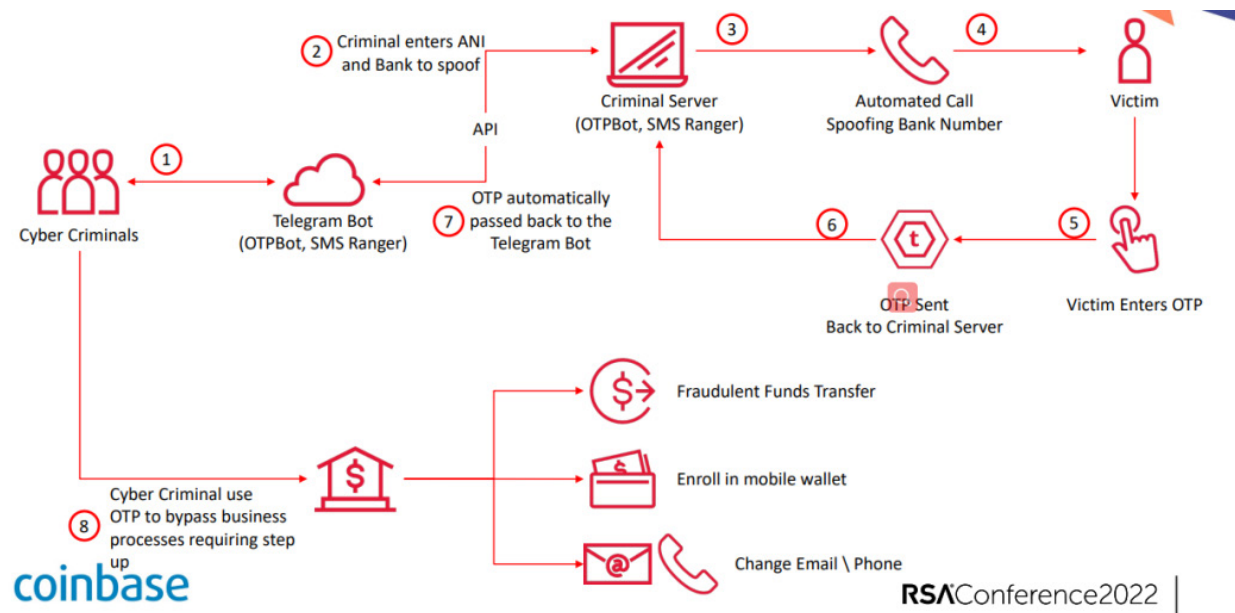 2
Criminal enters ANI
and Bank to spoof
3
4
Criminal Server
(OTPBot, SMS Ranger)
Automated Call
Spoofing Bank Number
Victim
API
1
Cyber Criminals
Telegram Bot
(OTPBot, SMS Ranger)
7
OTP automatically
passed back to the
Telegram Bot
6
t
5
OTP Sent
Back to Criminal Server
Victim Enters OTP
$
Fraudulent Funds Transfer
$
$
Enroll in mobile wallet
8
Cyber Criminal use
OTP to bypass business
processes requiring step
up
@
Change Email \ Phone
coinbase
RSAConference2022